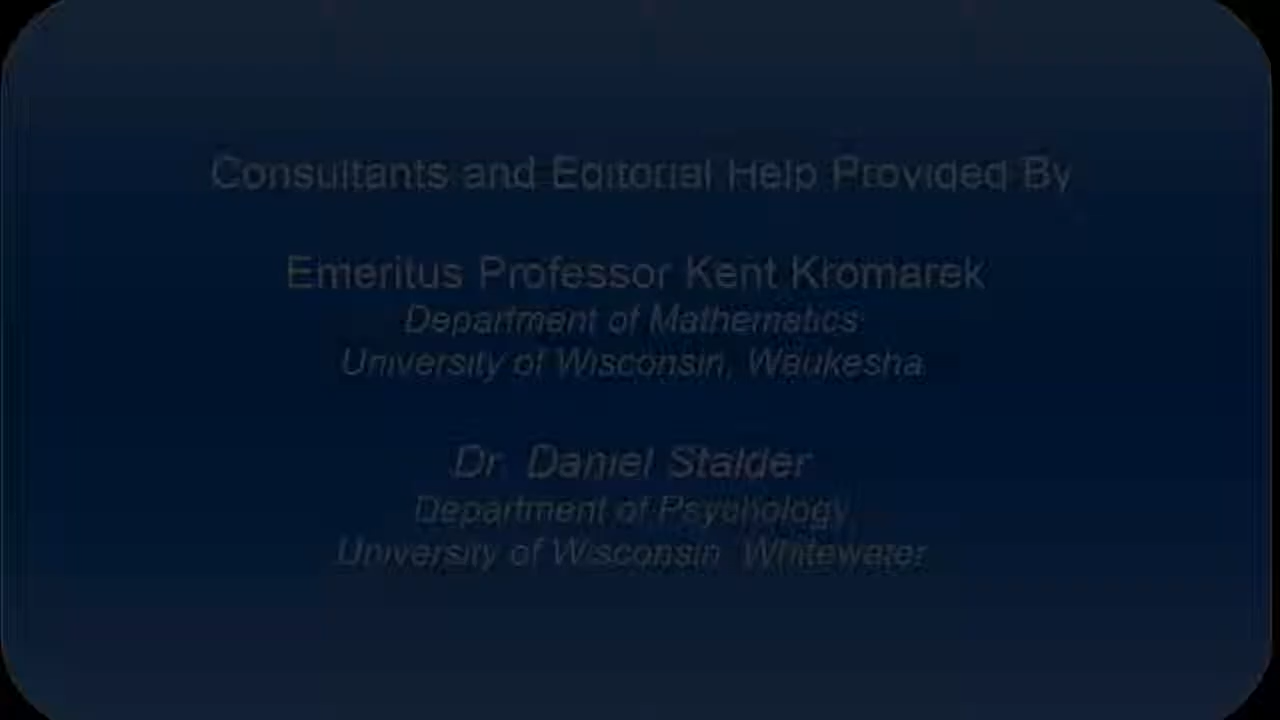 Consultants and Editorial Help Provided By
Emeritus Professor Kent Kromarek
Department of Mathematics
University of Wisconsin, Waukesha
Dr. Daniel Stalder
Department of Psychology
University of Wisconsin, Whitewater